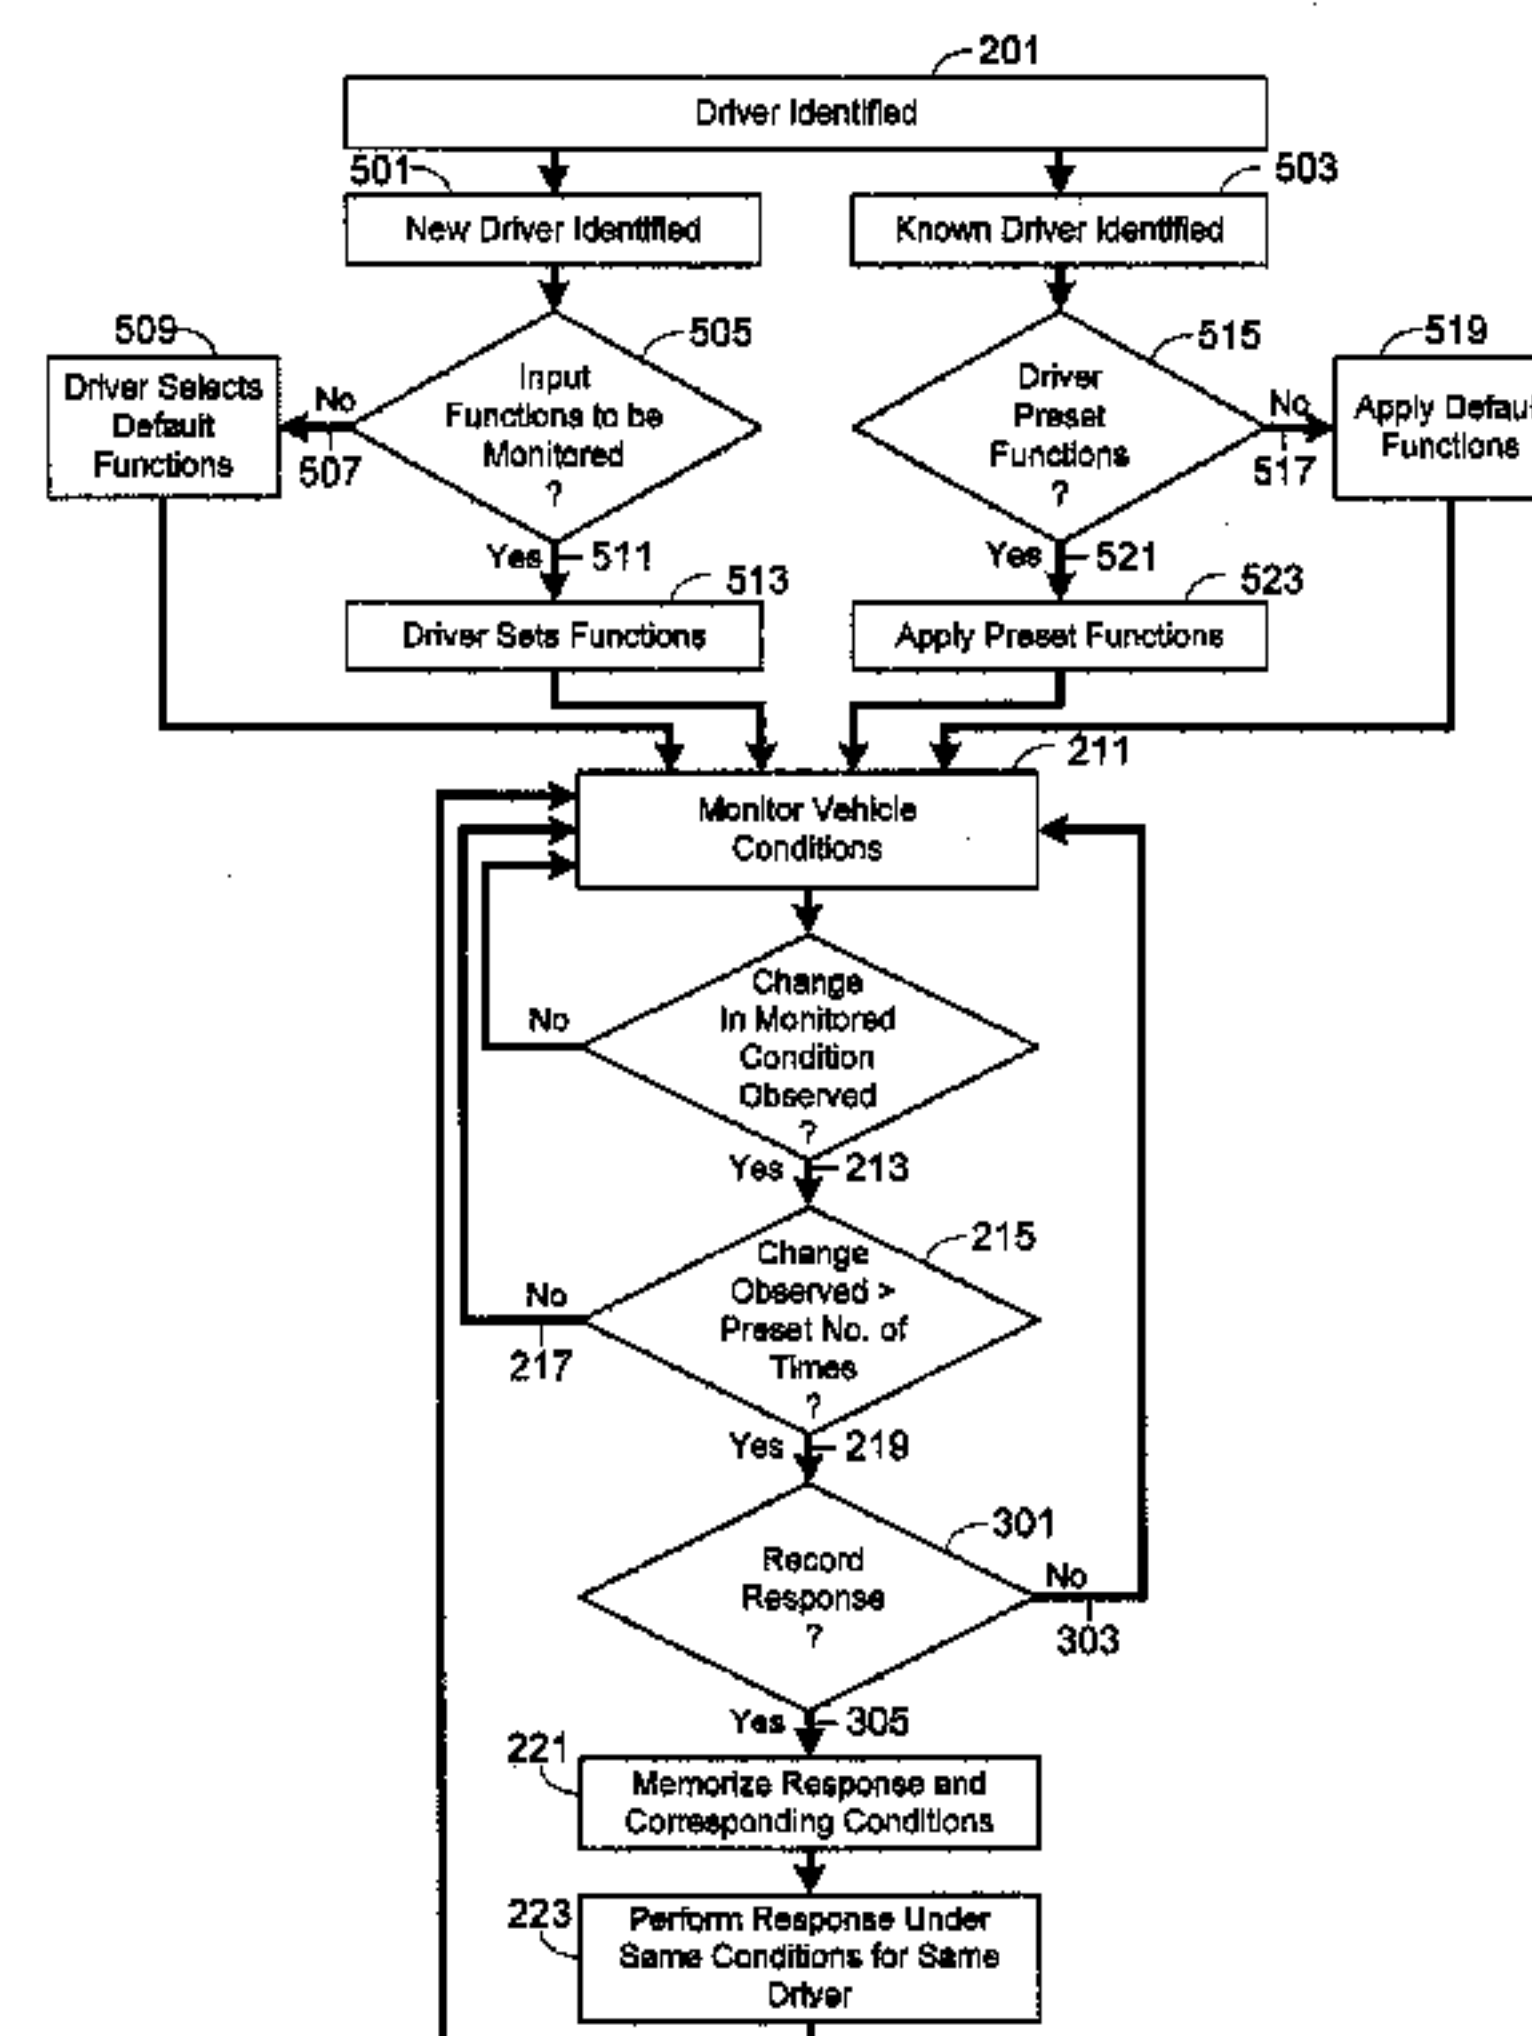 201
Driver Identified
501
503
New Driver Identified
Known Driver Identified
509
505
515
519
Driver Selects
Default
Functions
No
507
Input
Functions to be
Monitored
?
Driver
Preset
Functions
?
No
517
Apply Defaul
Functions
Yes
511
Yes
521
513
523
Driver Sets Functions
Apply Preset Functions
211
Monitor Vehicle
Conditions
Change
In Monitored
Condition
Observed
?
No
Yes
213
215
Change
Observed >
Preset No. of
Times
?
No
217
Yes
219
301
Record
Response
?
No
303
Yes
305
221
Memorize Response and
Corresponding Conditions
223
Perform Response Under
Same Conditions for Same
Driver